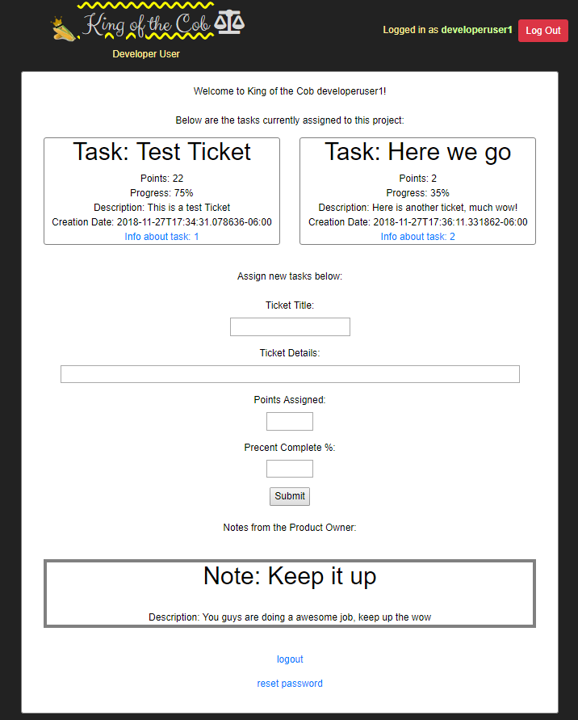 King of the Cob
Logged in as developeruser1
Log Out
Developer User
Welcome to King of the Cob developeruser1!
Below are the tasks currently assigned to this project:
Task: Test Ticket
Points: 22
Progress: 75%
Description: This is a test Ticket
Creation Date: 2018-11-27T17:34:31.078636-06:00
Info about task: 1
Task: Here we go
Points: 2
Progress: 35%
Description: Here is another ticket, much wow!
Creation Date: 2018-11-27T17:36:11.331862-06:00
Info about task: 2
Assign new tasks below:
Ticket Title:
Ticket Details:
Points Assigned:
Precent Complete %:
Submit
Notes from the Product Owner:
Note: Keep it up
Description: You guys are doing a awesome job, keep up the wow
logout
reset password